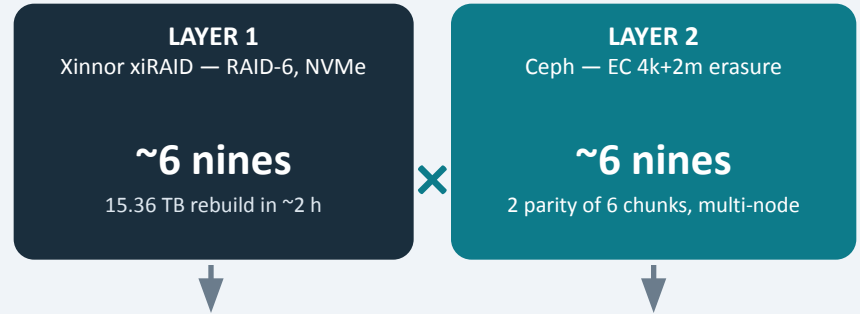 LAYER 1
Xinnor xiRAID — RAID-6, NVMe
~6 nines
15.36 TB rebuild in ~2 h
×
LAYER 2
Ceph — EC 4k+2m erasure
~6 nines
2 parity of 6 chunks, multi-node